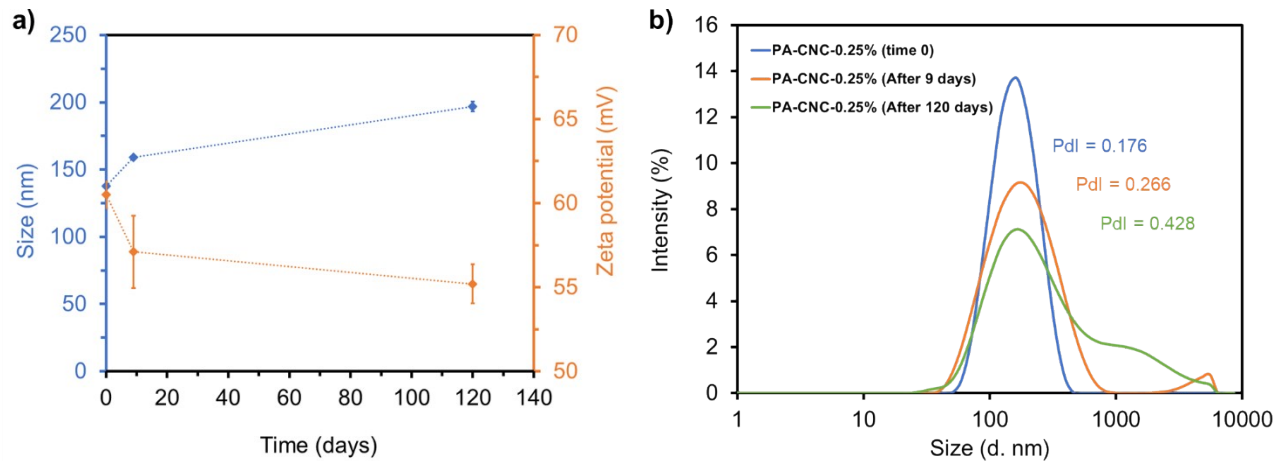 a)
250
200
150
100
50
0
Size (nm)
70
65
60
55
50
Zeta potential (mV)
0 20 40 60 80 100 120 140
Time (days)
b)
16
14
12
10
8
6
4
2
0
Intensity (%)
PA-CNC-0.25% (time 0)
PA-CNC-0.25% (After 9 days)
PA-CNC-0.25% (After 120 days)
PdI = 0.176
PdI = 0.266
PdI = 0.428
1 10 100 1000 10000
Size (d. nm)